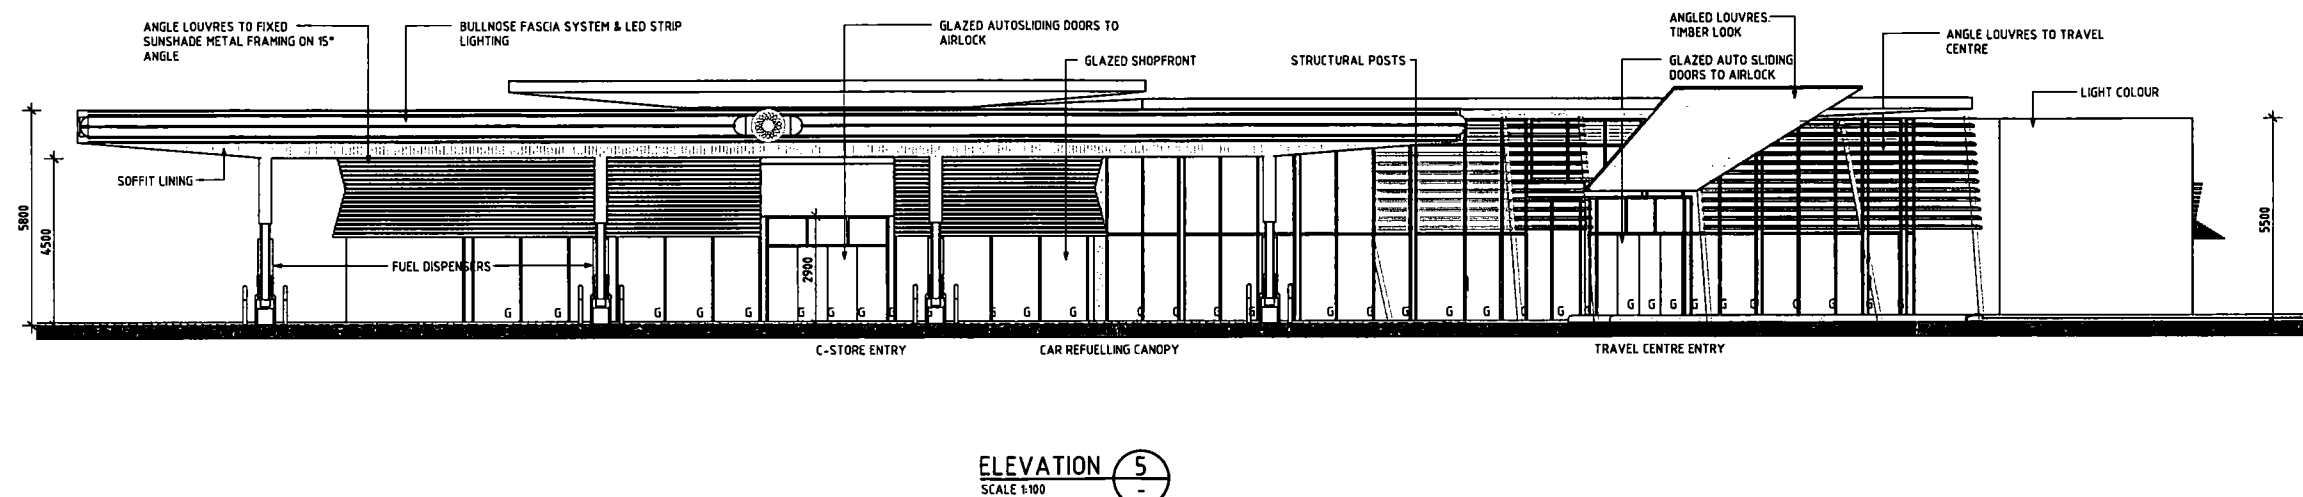 ANGLE LOUVRES TO FIXED
SUNSHADE METAL FRAMING ON 15°
ANGLE
BULLNOSE FASCIA SYSTEM & LED STRIP
LIGHTING
GLAZED AUTOSLIDING DOORS TO
AIRLOCK
GLAZED SHOPFRONT
STRUCTURAL POSTS
ANGLED LOUVRES.
TIMBER LOOK
GLAZED AUTO SLIDING
DOORS TO AIRLOCK
ANGLE LOUVRES TO TRAVEL
CENTRE
LIGHT COLOUR
SOFFIT LINING
5800
4500
FUEL DISPENSERS
2900
5500
G G G G G G G G G G G G G G G G G G G G G G G G G G G G G G
C-STORE ENTRY
CAR REFUELLING CANOPY
TRAVEL CENTRE ENTRY
ELEVATION 5
SCALE 1:100 -